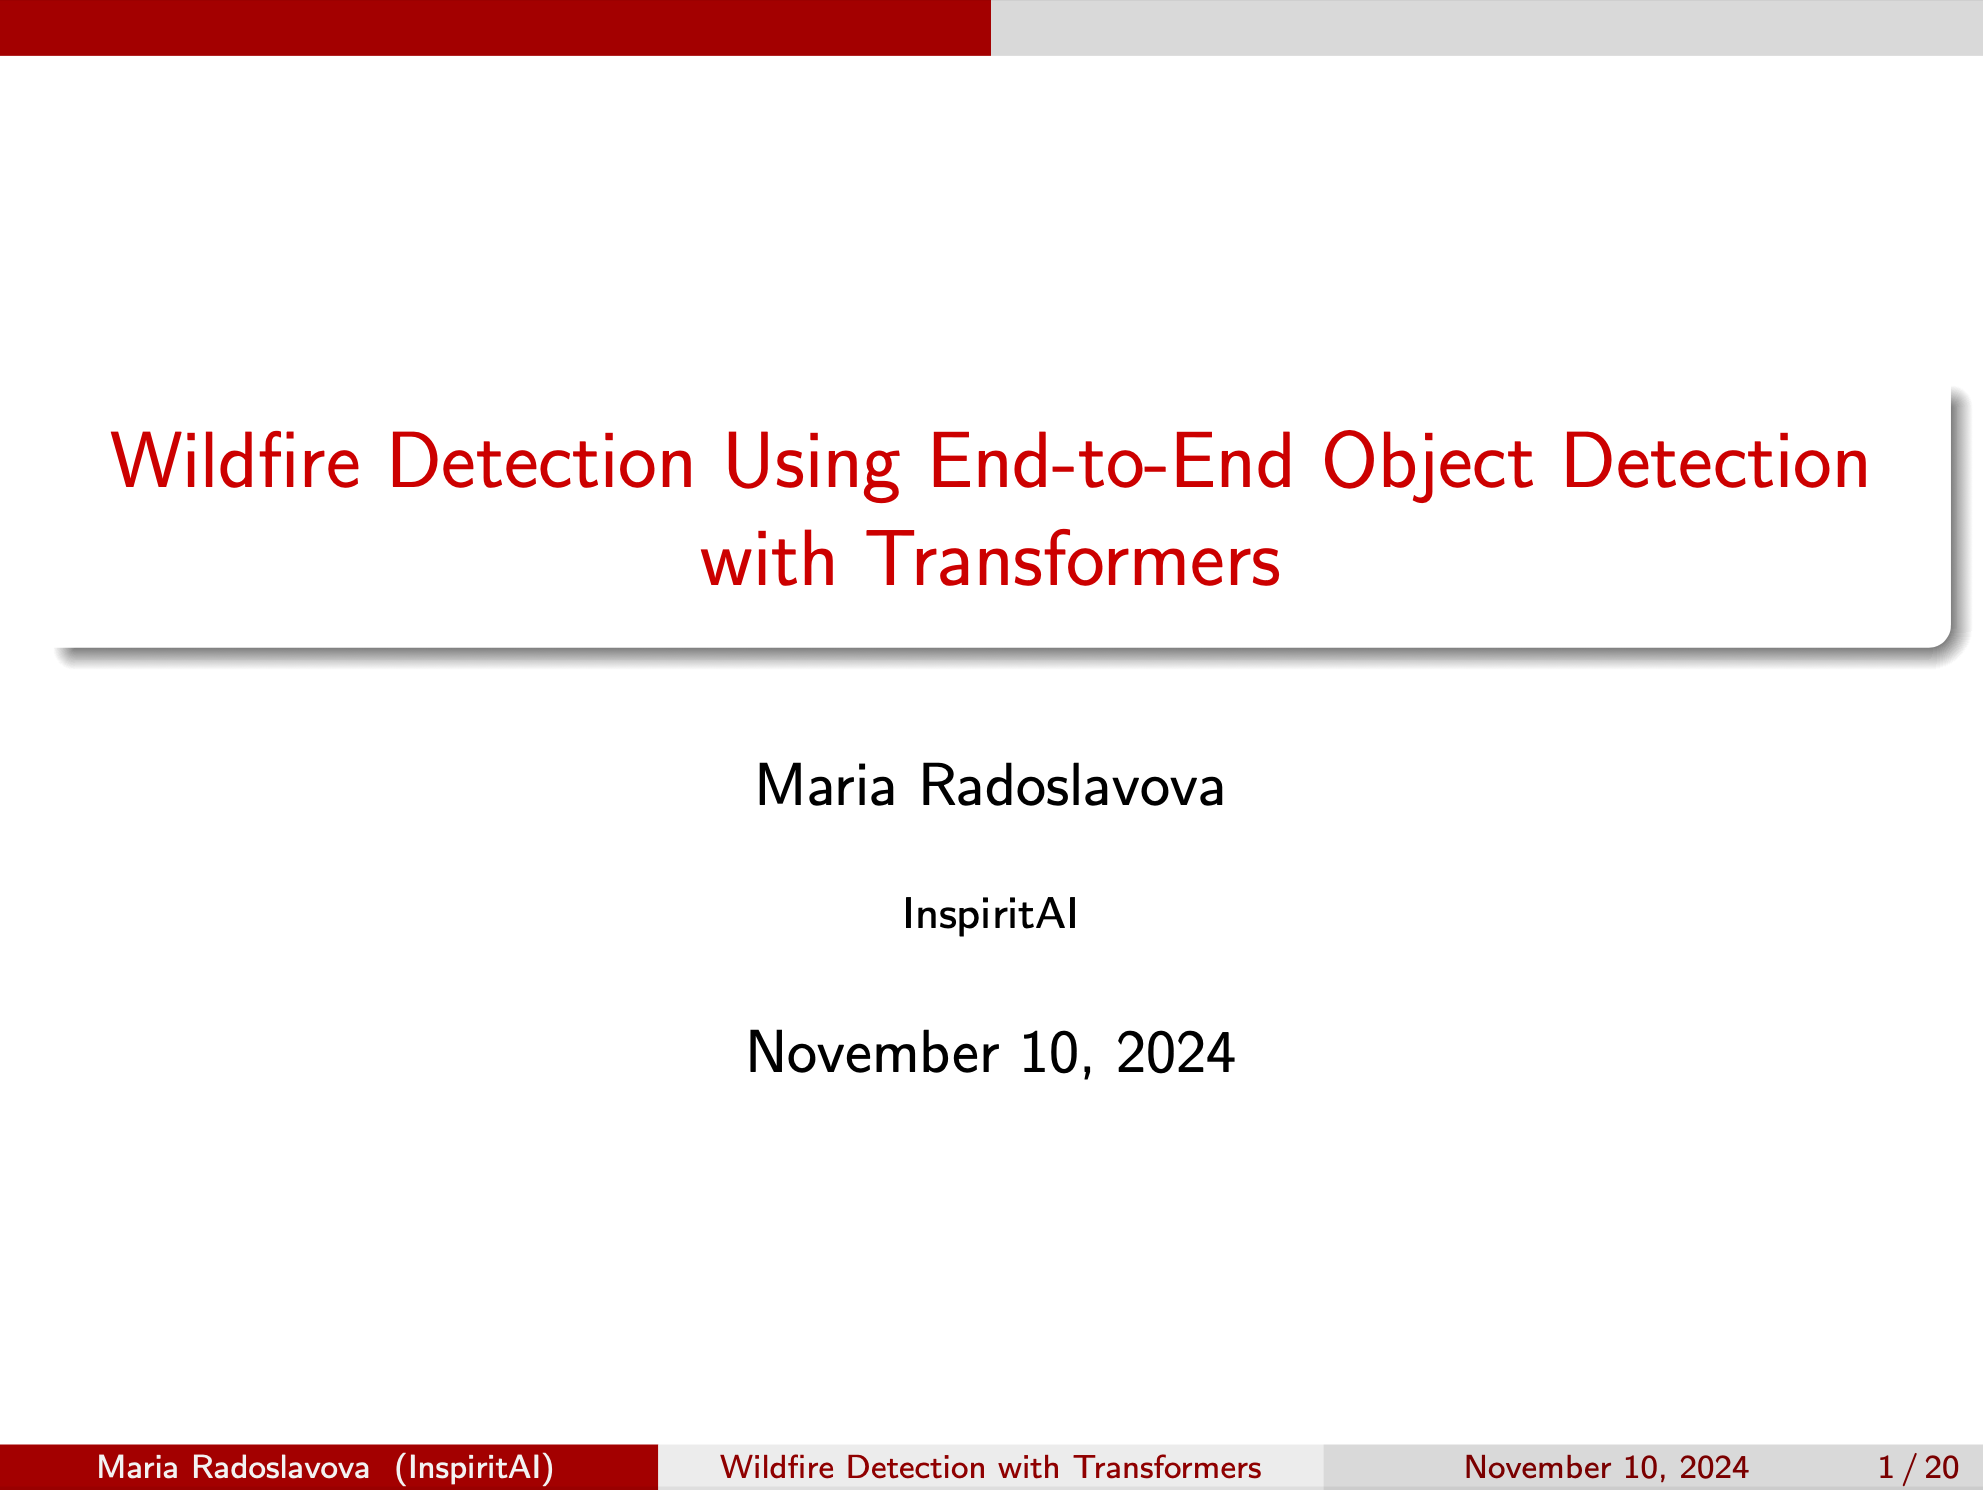 Wildfire Detection Using End-to-End Object Detection
with Transformers
Maria Radoslavova
InspiritAI
November 10, 2024
Maria Radoslavova (InspiritAI) Wildfire Detection with Transformers November 10, 2024 1 / 20